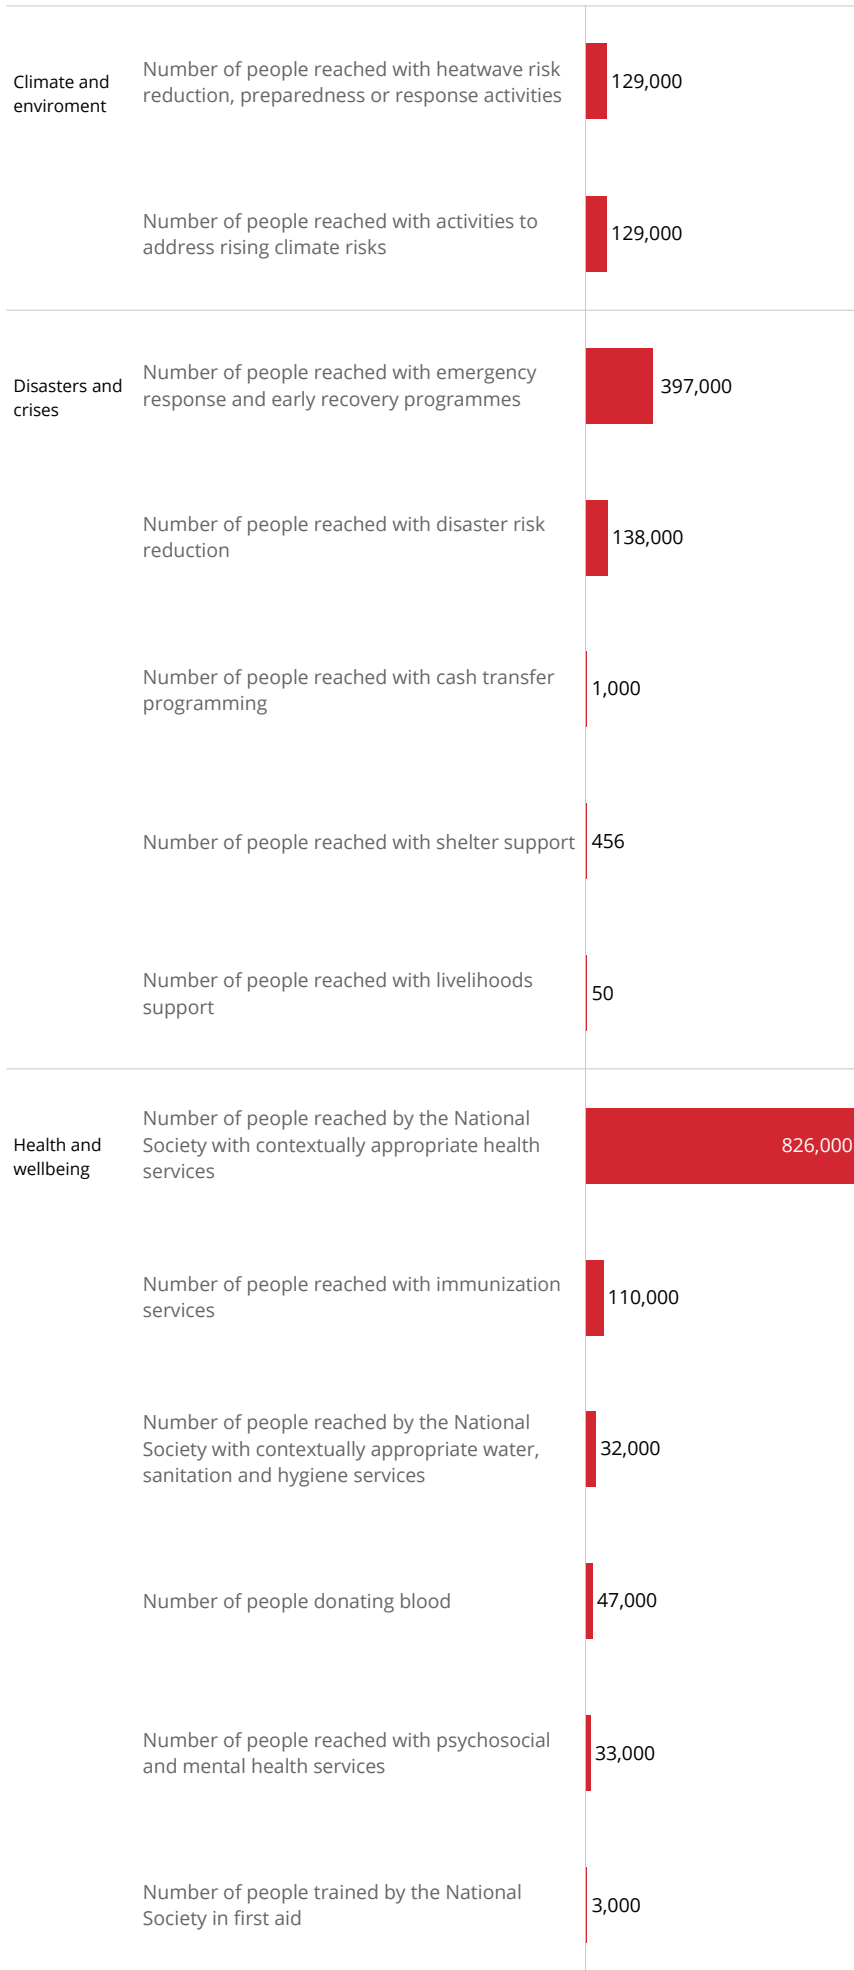 Climate and
enviroment
Number of people reached with heatwave risk
reduction, preparedness or response activities
129,000
Number of people reached with activities to
address rising climate risks
129,000
Disasters and
crises
Number of people reached with emergency
response and early recovery programmes
397,000
Number of people reached with disaster risk
reduction
138,000
Number of people reached with cash transfer
programming
1,000
Number of people reached with shelter support
456
Number of people reached with livelihoods
support
50
Health and
wellbeing
Number of people reached by the National
Society with contextually appropriate health
services
826,000
Number of people reached with immunization
services
110,000
Number of people reached by the National
Society with contextually appropriate water,
sanitation and hygiene services
32,000
Number of people donating blood
47,000
Number of people reached with psychosocial
and mental health services
33,000
Number of people trained by the National
Society in first aid
3,000